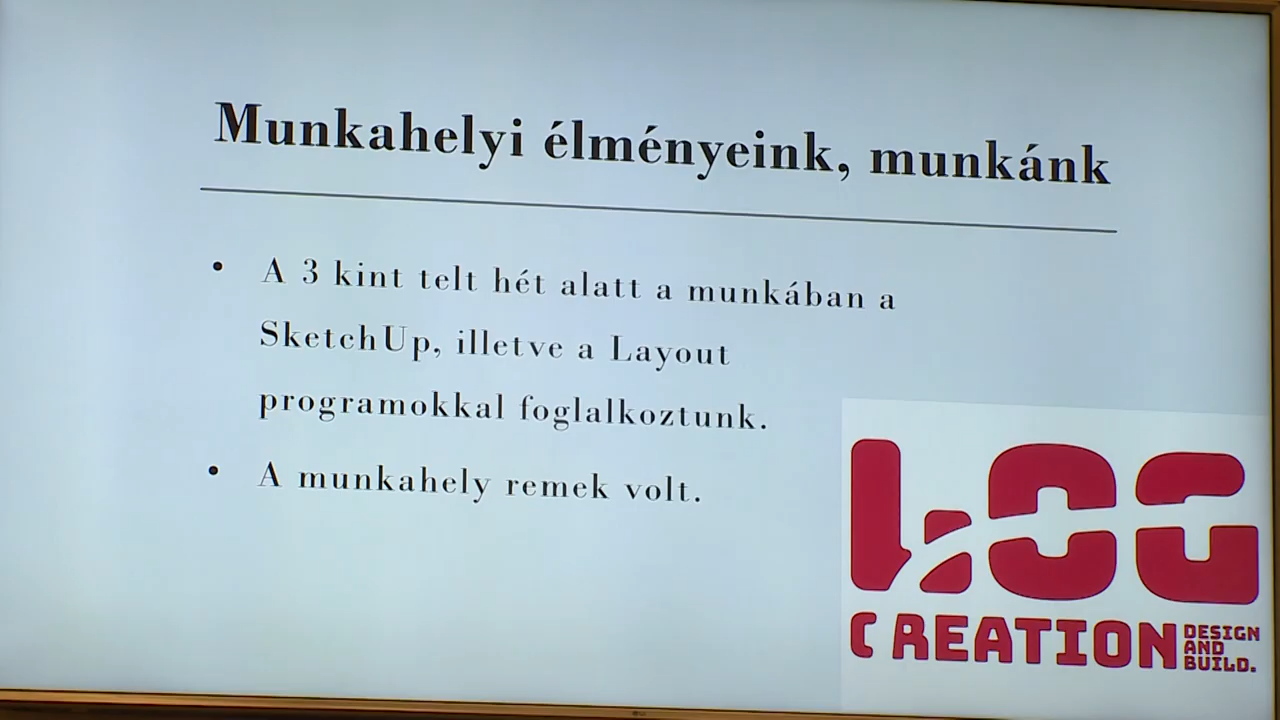 Munkahelyi élményeink, munkánk
• A 3 kint telt hét alatt a munkában a
SketchUp, illetve a Layout
programokkal foglalkoztunk.
• A munkahely remek volt.
LOG
CREATION
DESIGN
AND
BUILD.